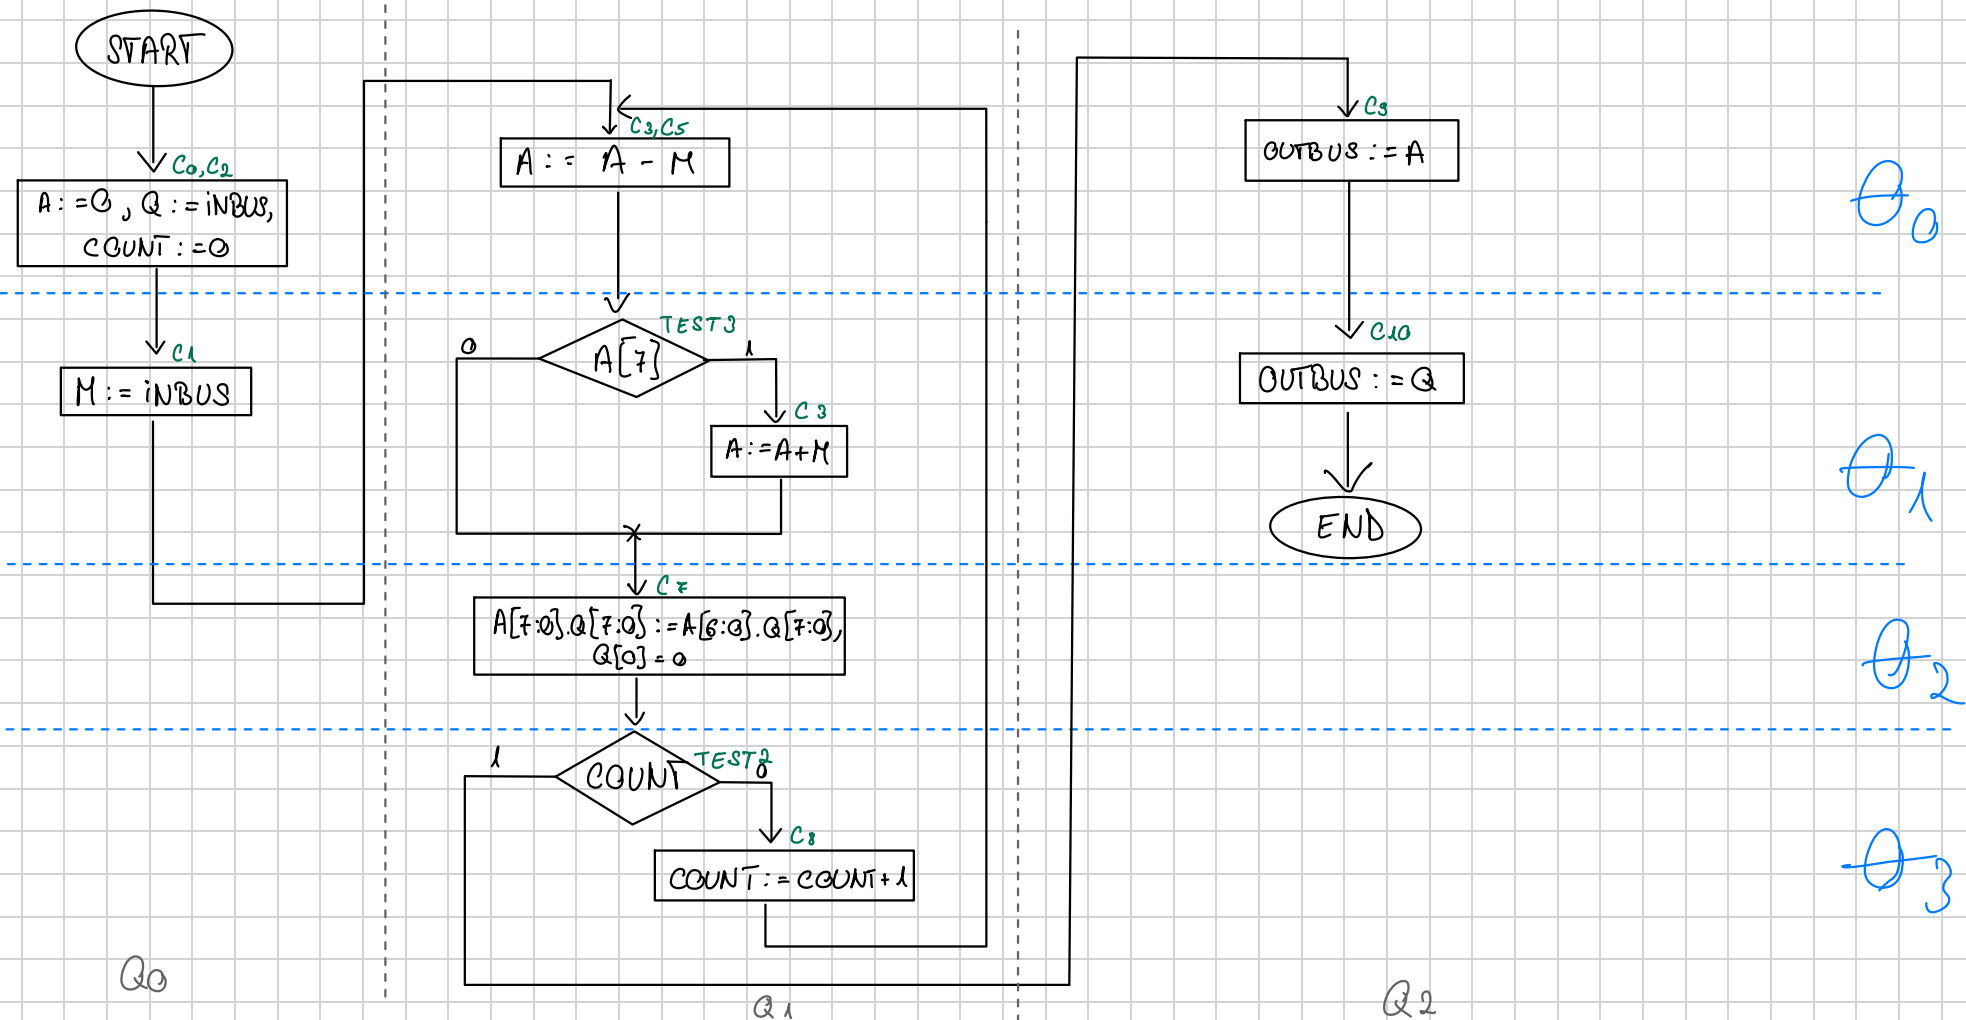 START
C0,C2
A:=0, Q:=iNBUS,
COUNT:=0
C1
M:=iNBUS
Q0
C3,C5
A:= A-M
TEST3
0
A[7]
1
C3
A:=A+M
C7
A[7:0].Q[7:0]:=A[6:0].Q[7:0],
Q[0]=0
TEST2
1
COUNT
0
C8
COUNT:=COUNT+1
Q1
C9
OUTBUS:=A
C10
OUTBUS:=Q
END
Q2
θ0
θ1
θ2
θ3